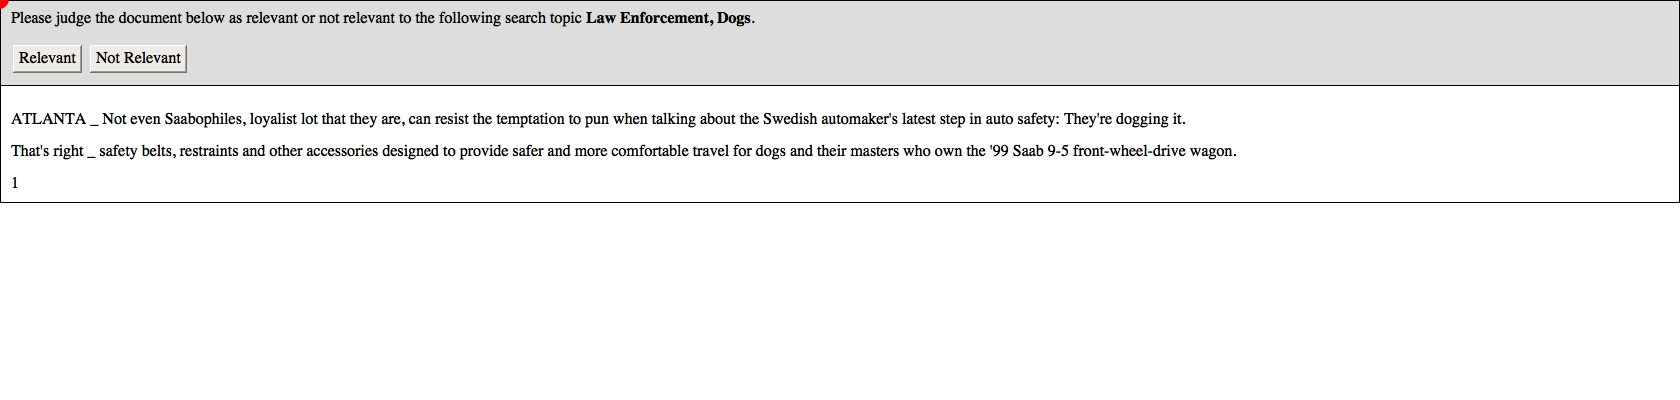 Please judge the document below as relevant or not relevant to the following search topic Law Enforcement, Dogs.
Relevant Not Relevant
ATLANTA _ Not even Saabophiles, loyalist lot that they are, can resist the temptation to pun when talking about the Swedish automaker's latest step in auto safety: They're dogging it.
That's right _ safety belts, restraints and other accessories designed to provide safer and more comfortable travel for dogs and their masters who own the '99 Saab 9-5 front-wheel-drive wagon.
1